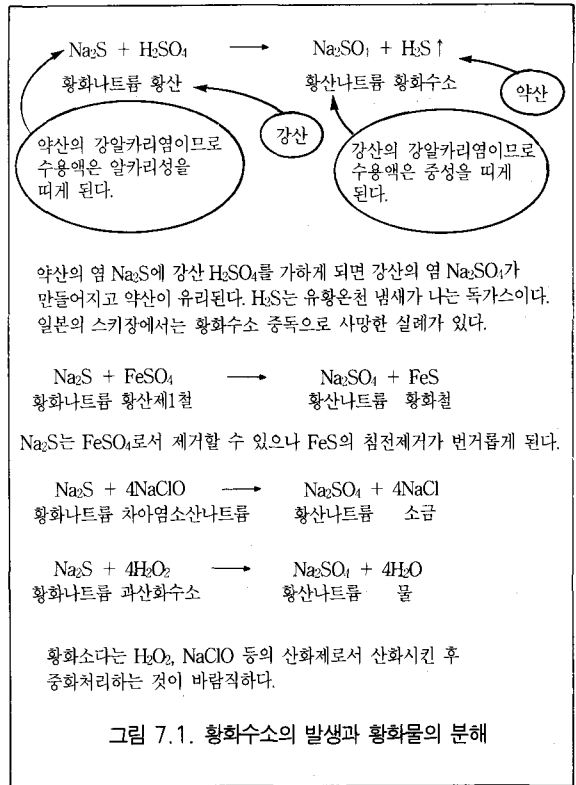 Na₂S + H₂SO₄ ⟶ Na₂SO₄ + H₂S↑
황화나트륨 황산 황산나트륨 황화수소
약산
강산
약산의 강알카리염이므로
수용액은 알카리성을
띠게 된다.
강산의 강알카리염이므로
수용액은 중성을 띠게
된다.
약산의 염 Na₂S에 강산 H₂SO₄를 가하게 되면 강산의 염 Na₂SO₄가
만들어지고 약산이 유리된다. H₂S는 유황온천 냄새가 나는 독가스이다.
일본의 스키장에서는 황화수소 중독으로 사망한 실례가 있다.
Na₂S + FeSO₄ ⟶ Na₂SO₄ + FeS
황화나트륨 황산제1철 황산나트륨 황화철
Na₂S는 FeSO₄로서 제거할 수 있으나 FeS의 침전제거가 번거롭게 된다.
Na₂S + 4NaClO ⟶ Na₂SO₄ + 4NaCl
황화나트륨 차아염소산나트륨 황산나트륨 소금
Na₂S + 4H₂O₂ ⟶ Na₂SO₄ + 4H₂O
황화나트륨 과산화수소 황산나트륨 물
황화소다는 H₂O₂, NaClO 등의 산화제로서 산화시킨 후
중화처리하는 것이 바람직하다.
그림 7.1. 황화수소의 발생과 황화물의 분해